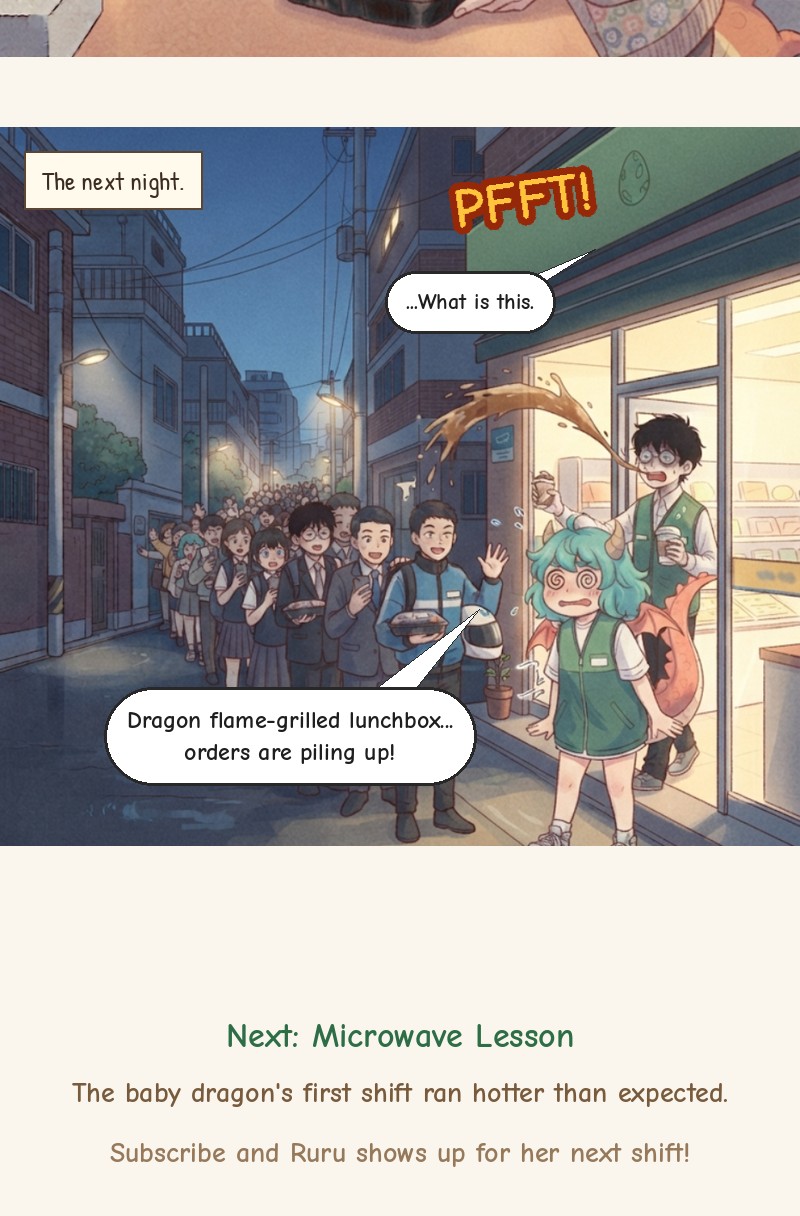 The next night.
PFFT!
...What is this.
Dragon flame-grilled lunchbox...
orders are piling up!
Next: Microwave Lesson
The baby dragon's first shift ran hotter than expected.
Subscribe and Ruru shows up for her next shift!